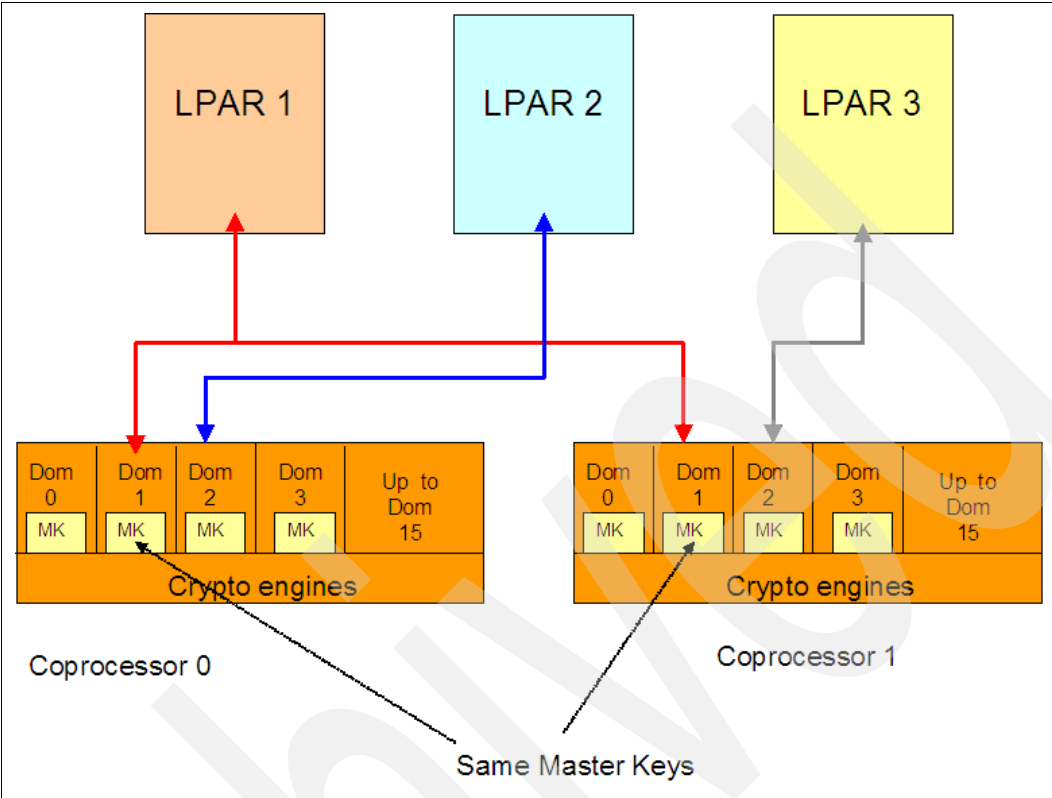 LPAR 1
LPAR 2
LPAR 3
Dom
0
MK
Dom
1
MK
Dom
2
MK
Dom
3
MK
Up to
Dom
15
Crypto engines
Dom
0
MK
Dom
1
MK
Dom
2
MK
Dom
3
MK
Up to
Dom
15
Crypto engines
Coprocessor 0
Coprocessor 1
Same Master Keys